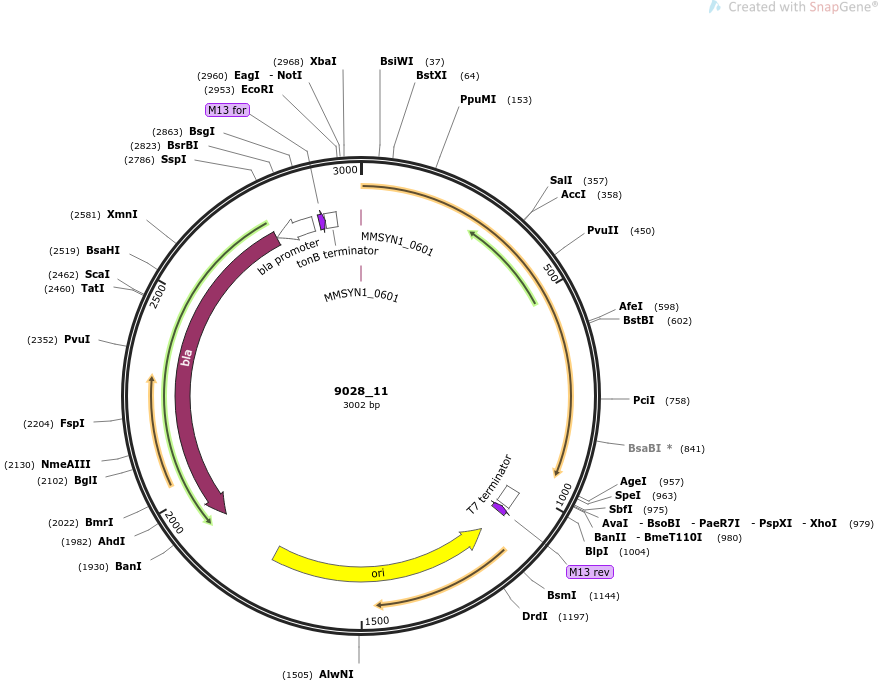 Created with SnapGene®
(2968) XbaI
(2960) EagI - NotI
(2953) EcoRI
M13 for
(2863) BsgI
(2823) BsrBI
(2786) SspI
(2581) XmnI
(2519) BsaHI
(2462) ScaI
(2460) TatI
(2352) PvuI
(2204) FspI
(2130) NmeAIII
(2102) BglI
(2022) BmrI
(1982) AhdI
(1930) BanI
(1505) AlwNI
BsiWI (37)
BstXI (64)
PpuMI (153)
SalI (357)
AccI (358)
PvuII (450)
AfeI (598)
BstBI (602)
PciI (758)
BsaBI * (841)
AgeI (957)
SpeI (963)
SbfI (975)
AvaI - BsoBI - PaeR7I - PspXI - XhoI (979)
BanII - BmeT110I (980)
BlpI (1004)
M13 rev
BsmI (1144)
DrdI (1197)
3000
500
1000
1500
2000
2500
MMSYN1_0601
bla promoter
tonB terminator
MMSYN1_0601
bla
9028_11
3002 bp
T7 terminator
ori